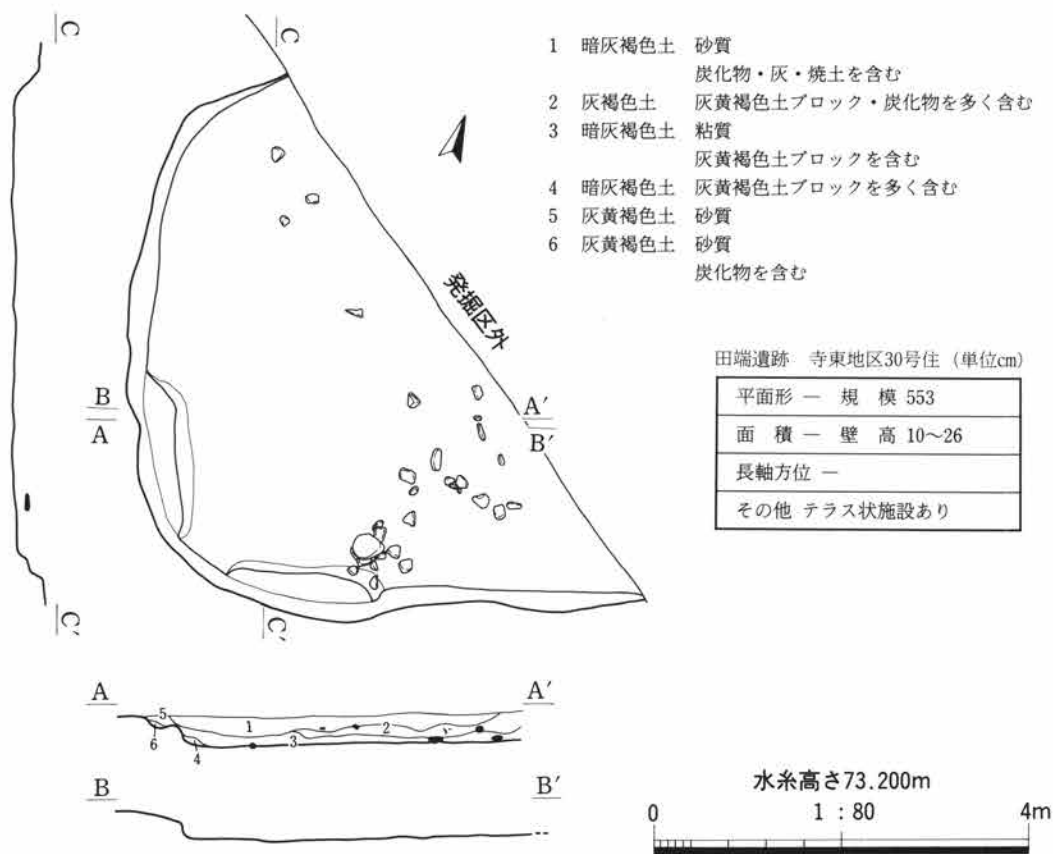 C
C
1 暗灰褐色土 砂質
炭化物・灰・焼土を含む
2 灰褐色土 灰黄褐色土ブロック・炭化物を多く含む
3 暗灰褐色土 粘質
灰黄褐色土ブロックを含む
4 暗灰褐色土 灰黄褐色土ブロックを多く含む
5 灰黄褐色土 砂質
6 灰黄褐色土 砂質
炭化物を含む
発掘区外
田端遺跡 寺東地区30号住 (単位cm)
平面形 — 規 模 553
面 積 — 壁 高 10〜26
長軸方位 —
その他 テラス状施設あり
B
A
A′
B′
C′
C′
A
A′
5
1
2
3
6
4
B
B′
水糸高さ73.200m
0 1:80 4m